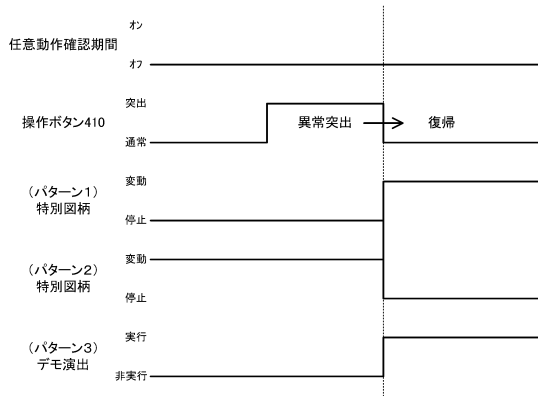 オン
任意動作確認期間
オフ
突出
操作ボタン410
異常突出
復帰
通常
変動
（パターン１）
特別図柄
停止
変動
（パターン２）
特別図柄
停止
実行
（パターン３）
デモ演出
非実行